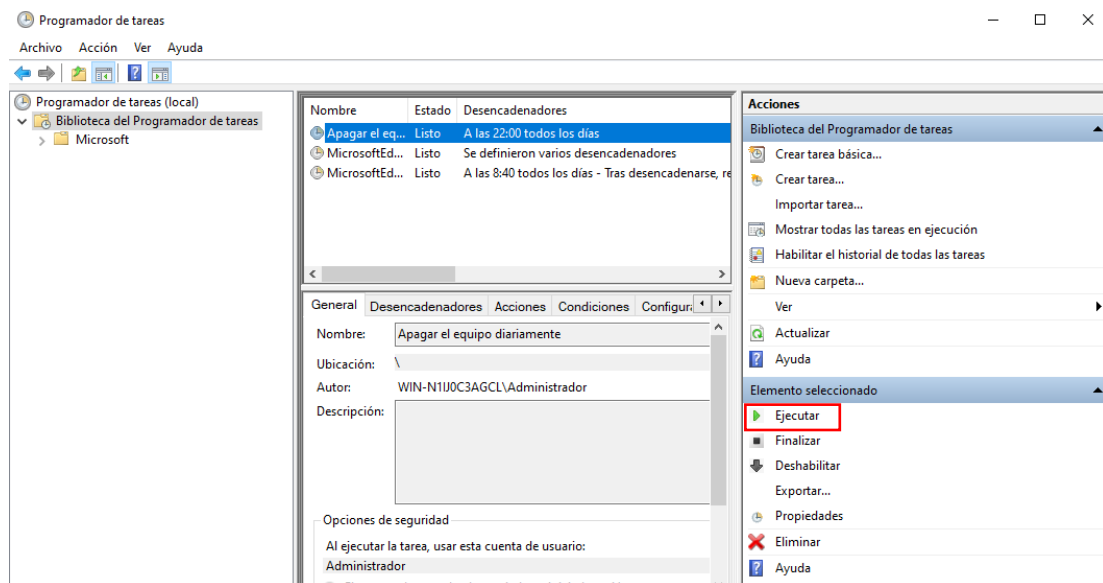 Programador de tareas
Archivo Acción Ver Ayuda
Programador de tareas (local)
Biblioteca del Programador de tareas
Microsoft
Nombre Estado Desencadenadores
Apagar el eq... Listo A las 22:00 todos los días
MicrosoftEd... Listo Se definieron varios desencadenadores
MicrosoftEd... Listo A las 8:40 todos los días - Tras desencadenarse, re
General Desencadenadores Acciones Condiciones Configura
Nombre: Apagar el equipo diariamente
Ubicación: \
Autor: WIN-N1IJ0C3AGCL\Administrador
Descripción:
Opciones de seguridad
Al ejecutar la tarea, usar esta cuenta de usuario:
Administrador
Acciones
Biblioteca del Programador de tareas
Crear tarea básica...
Crear tarea...
Importar tarea...
Mostrar todas las tareas en ejecución
Habilitar el historial de todas las tareas
Nueva carpeta...
Ver
Actualizar
Ayuda
Elemento seleccionado
Ejecutar
Finalizar
Deshabilitar
Exportar...
Propiedades
Eliminar
Ayuda